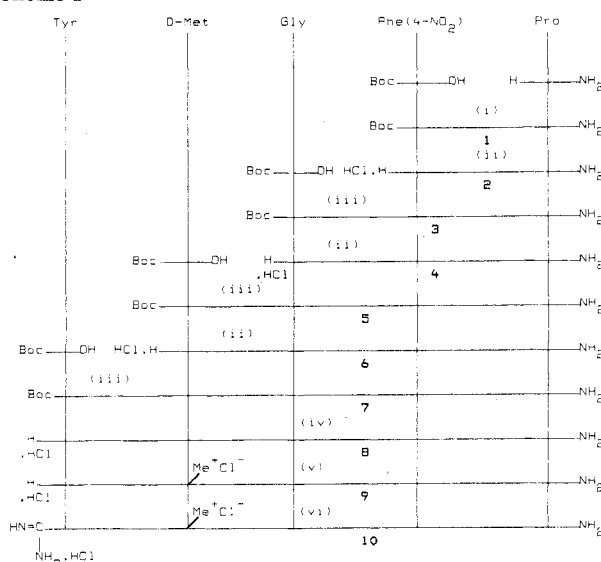 Tyr D-Met Gly Phe(4-NO2) Pro
Boc OH H NH2
(i)
Boc NH2
1
(ii)
Boc OH HCl.H NH2
2
(iii)
Boc NH2
3
(ii)
Boc OH H NH2
.HCl 4
(iii)
Boc NH2
5
(ii)
Boc OH HCl.H NH2
6
(iii)
Boc NH2
7
(iv)
H NH2
.HCl 8
Me+Cl- (v)
H NH2
.HCl 9
Me+Cl- (vi)
HN=C NH2
10
NH2.HCl